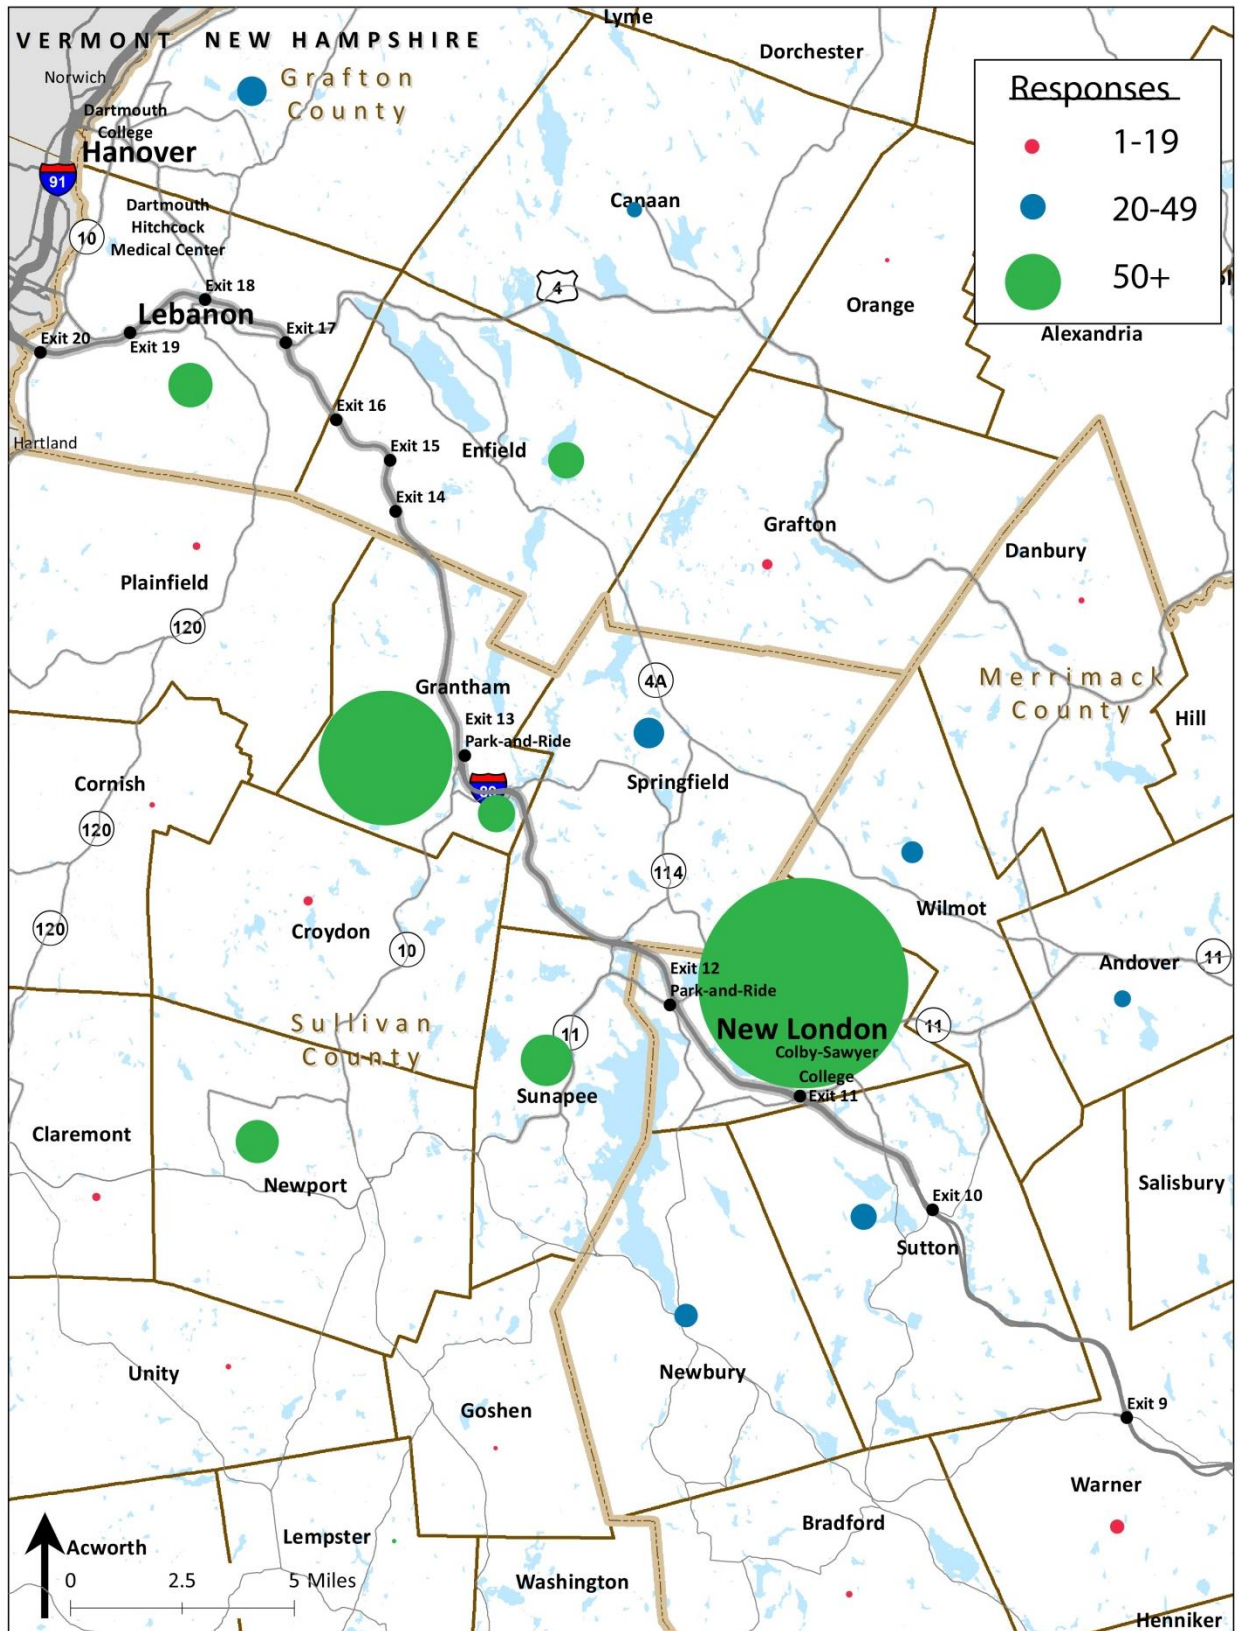 Lyme
VERMONT NEW HAMPSHIRE
Dorchester
Norwich
Grafton
County
Responses
Dartmouth
College
Hanover
1-19
91
Canaan
20-49
Dartmouth
Hitchcock
Medical Center
10
50+
Exit 18
4
Orange
Lebanon
Exit 17
Exit 20
Exit 19
Alexandria
Exit 16
Hartland
Exit 15
Enfield
Exit 14
Grafton
Danbury
Plainfield
120
4A
Merrimack
County
Grantham
Exit 13
Park-and-Ride
Hill
Cornish
Springfield
89
120
114
Wilmot
120
Croydon
10
Andover
11
Exit 12
Park-and-Ride
Sullivan
County
11
New London
11
Colby-Sawyer
College
Sunapee
Exit 11
Claremont
Newport
Salisbury
Exit 10
Sutton
Unity
Newbury
Goshen
Exit 9
Warner
Bradford
Lempster
Acworth
0 2.5 5 Miles
Washington
Henniker